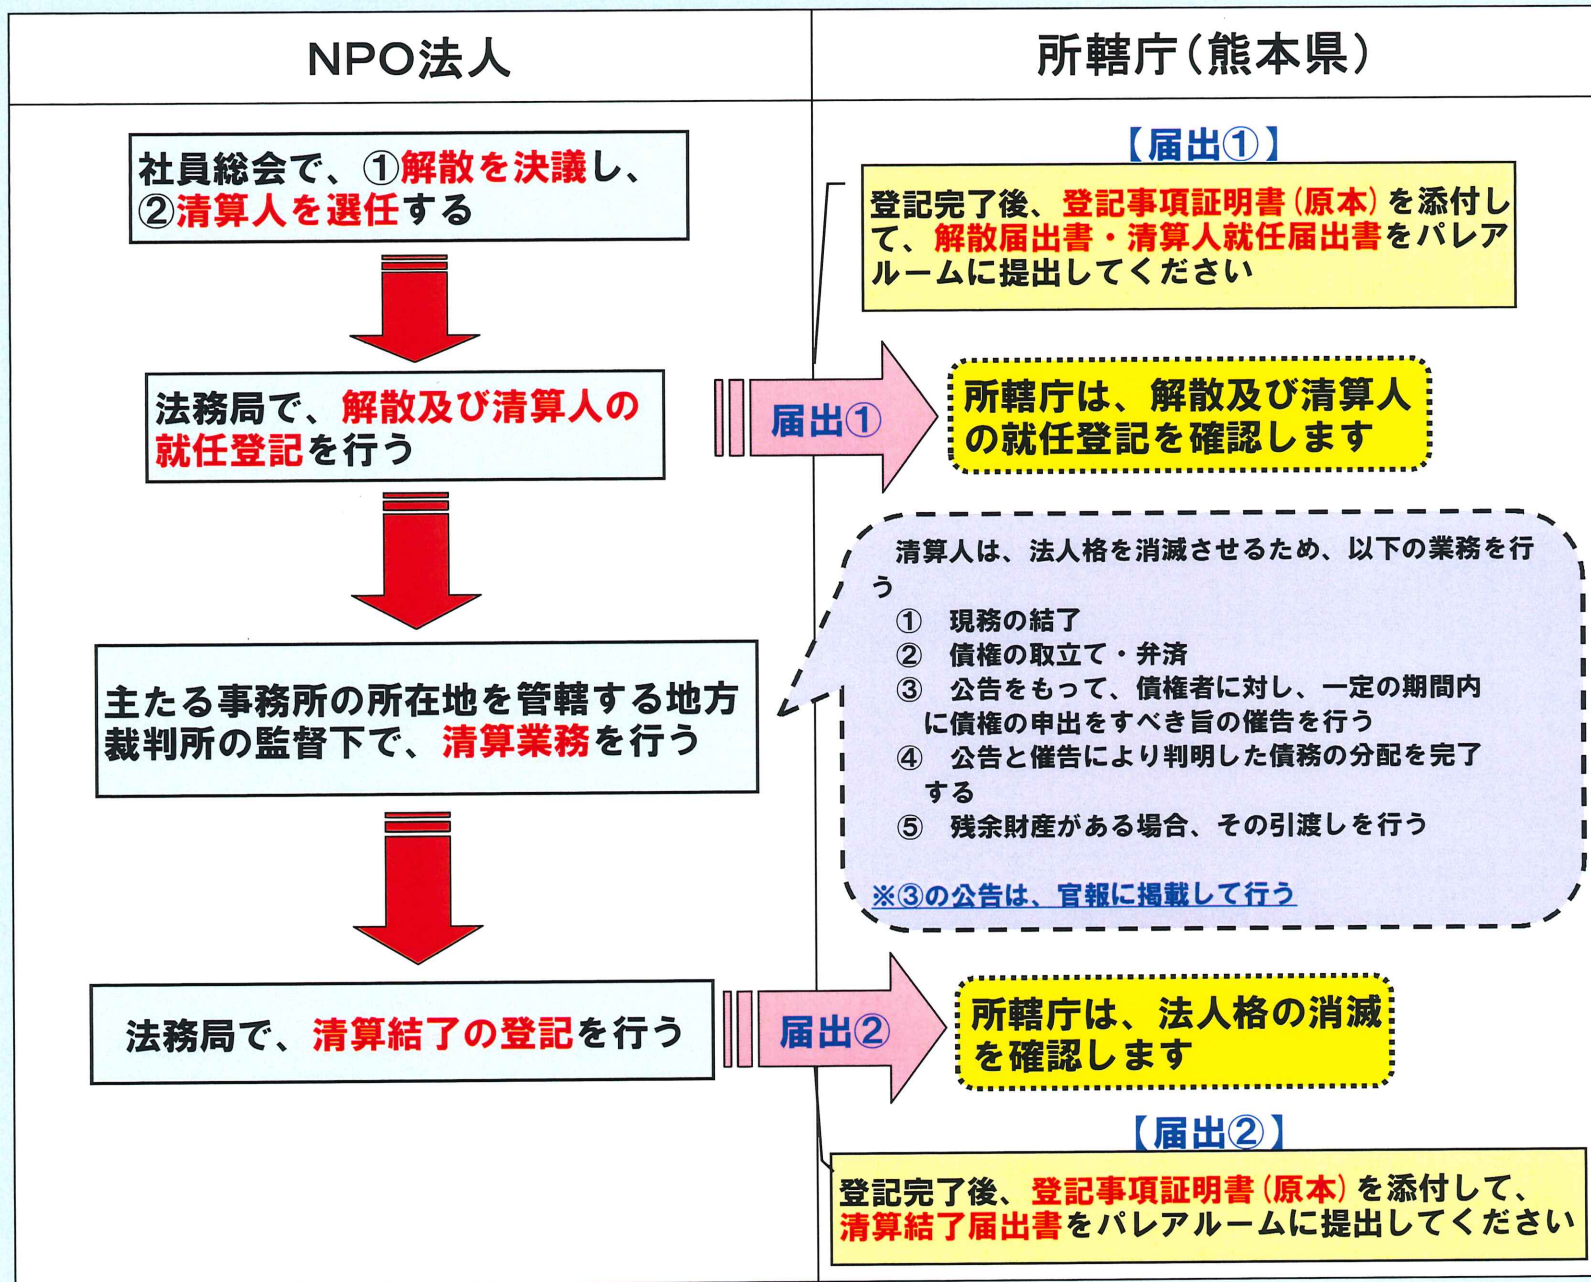 NPO法人
所轄庁(熊本県)
社員総会で、①解散を決議し、
②清算人を選任する
【届出①】
登記完了後、登記事項証明書(原本)を添付し
て、解散届出書・清算人就任届出書をパレア
ルームに提出してください
法務局で、解散及び清算人の
就任登記を行う
届出①
所轄庁は、解散及び清算人
の就任登記を確認します
清算人は、法人格を消滅させるため、以下の業務を行
う
① 現務の結了
② 債権の取立て・弁済
③ 公告をもって、債権者に対し、一定の期間内
に債権の申出をすべき旨の催告を行う
④ 公告と催告により判明した債務の分配を完了
する
⑤ 残余財産がある場合、その引渡しを行う
※③の公告は、官報に掲載して行う
主たる事務所の所在地を管轄する地方
裁判所の監督下で、清算業務を行う
法務局で、清算結了の登記を行う
届出②
所轄庁は、法人格の消滅
を確認します
【届出②】
登記完了後、登記事項証明書(原本)を添付して、
清算結了届出書をパレアルームに提出してください